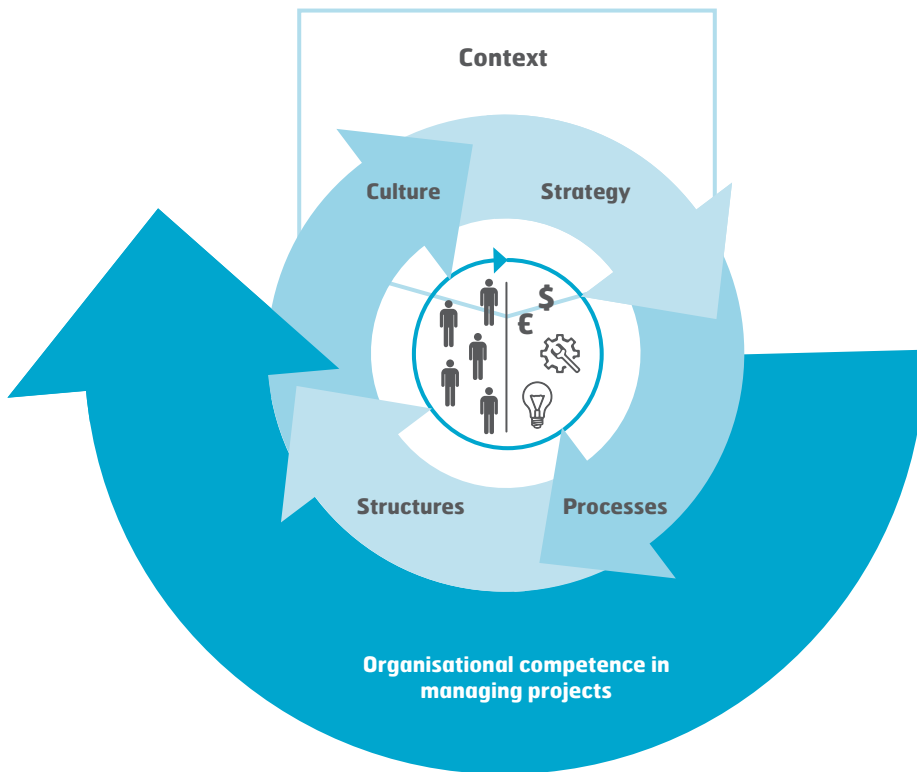 Context
Culture
Strategy
$
€
Structures
Processes
Organisational competence in
managing projects